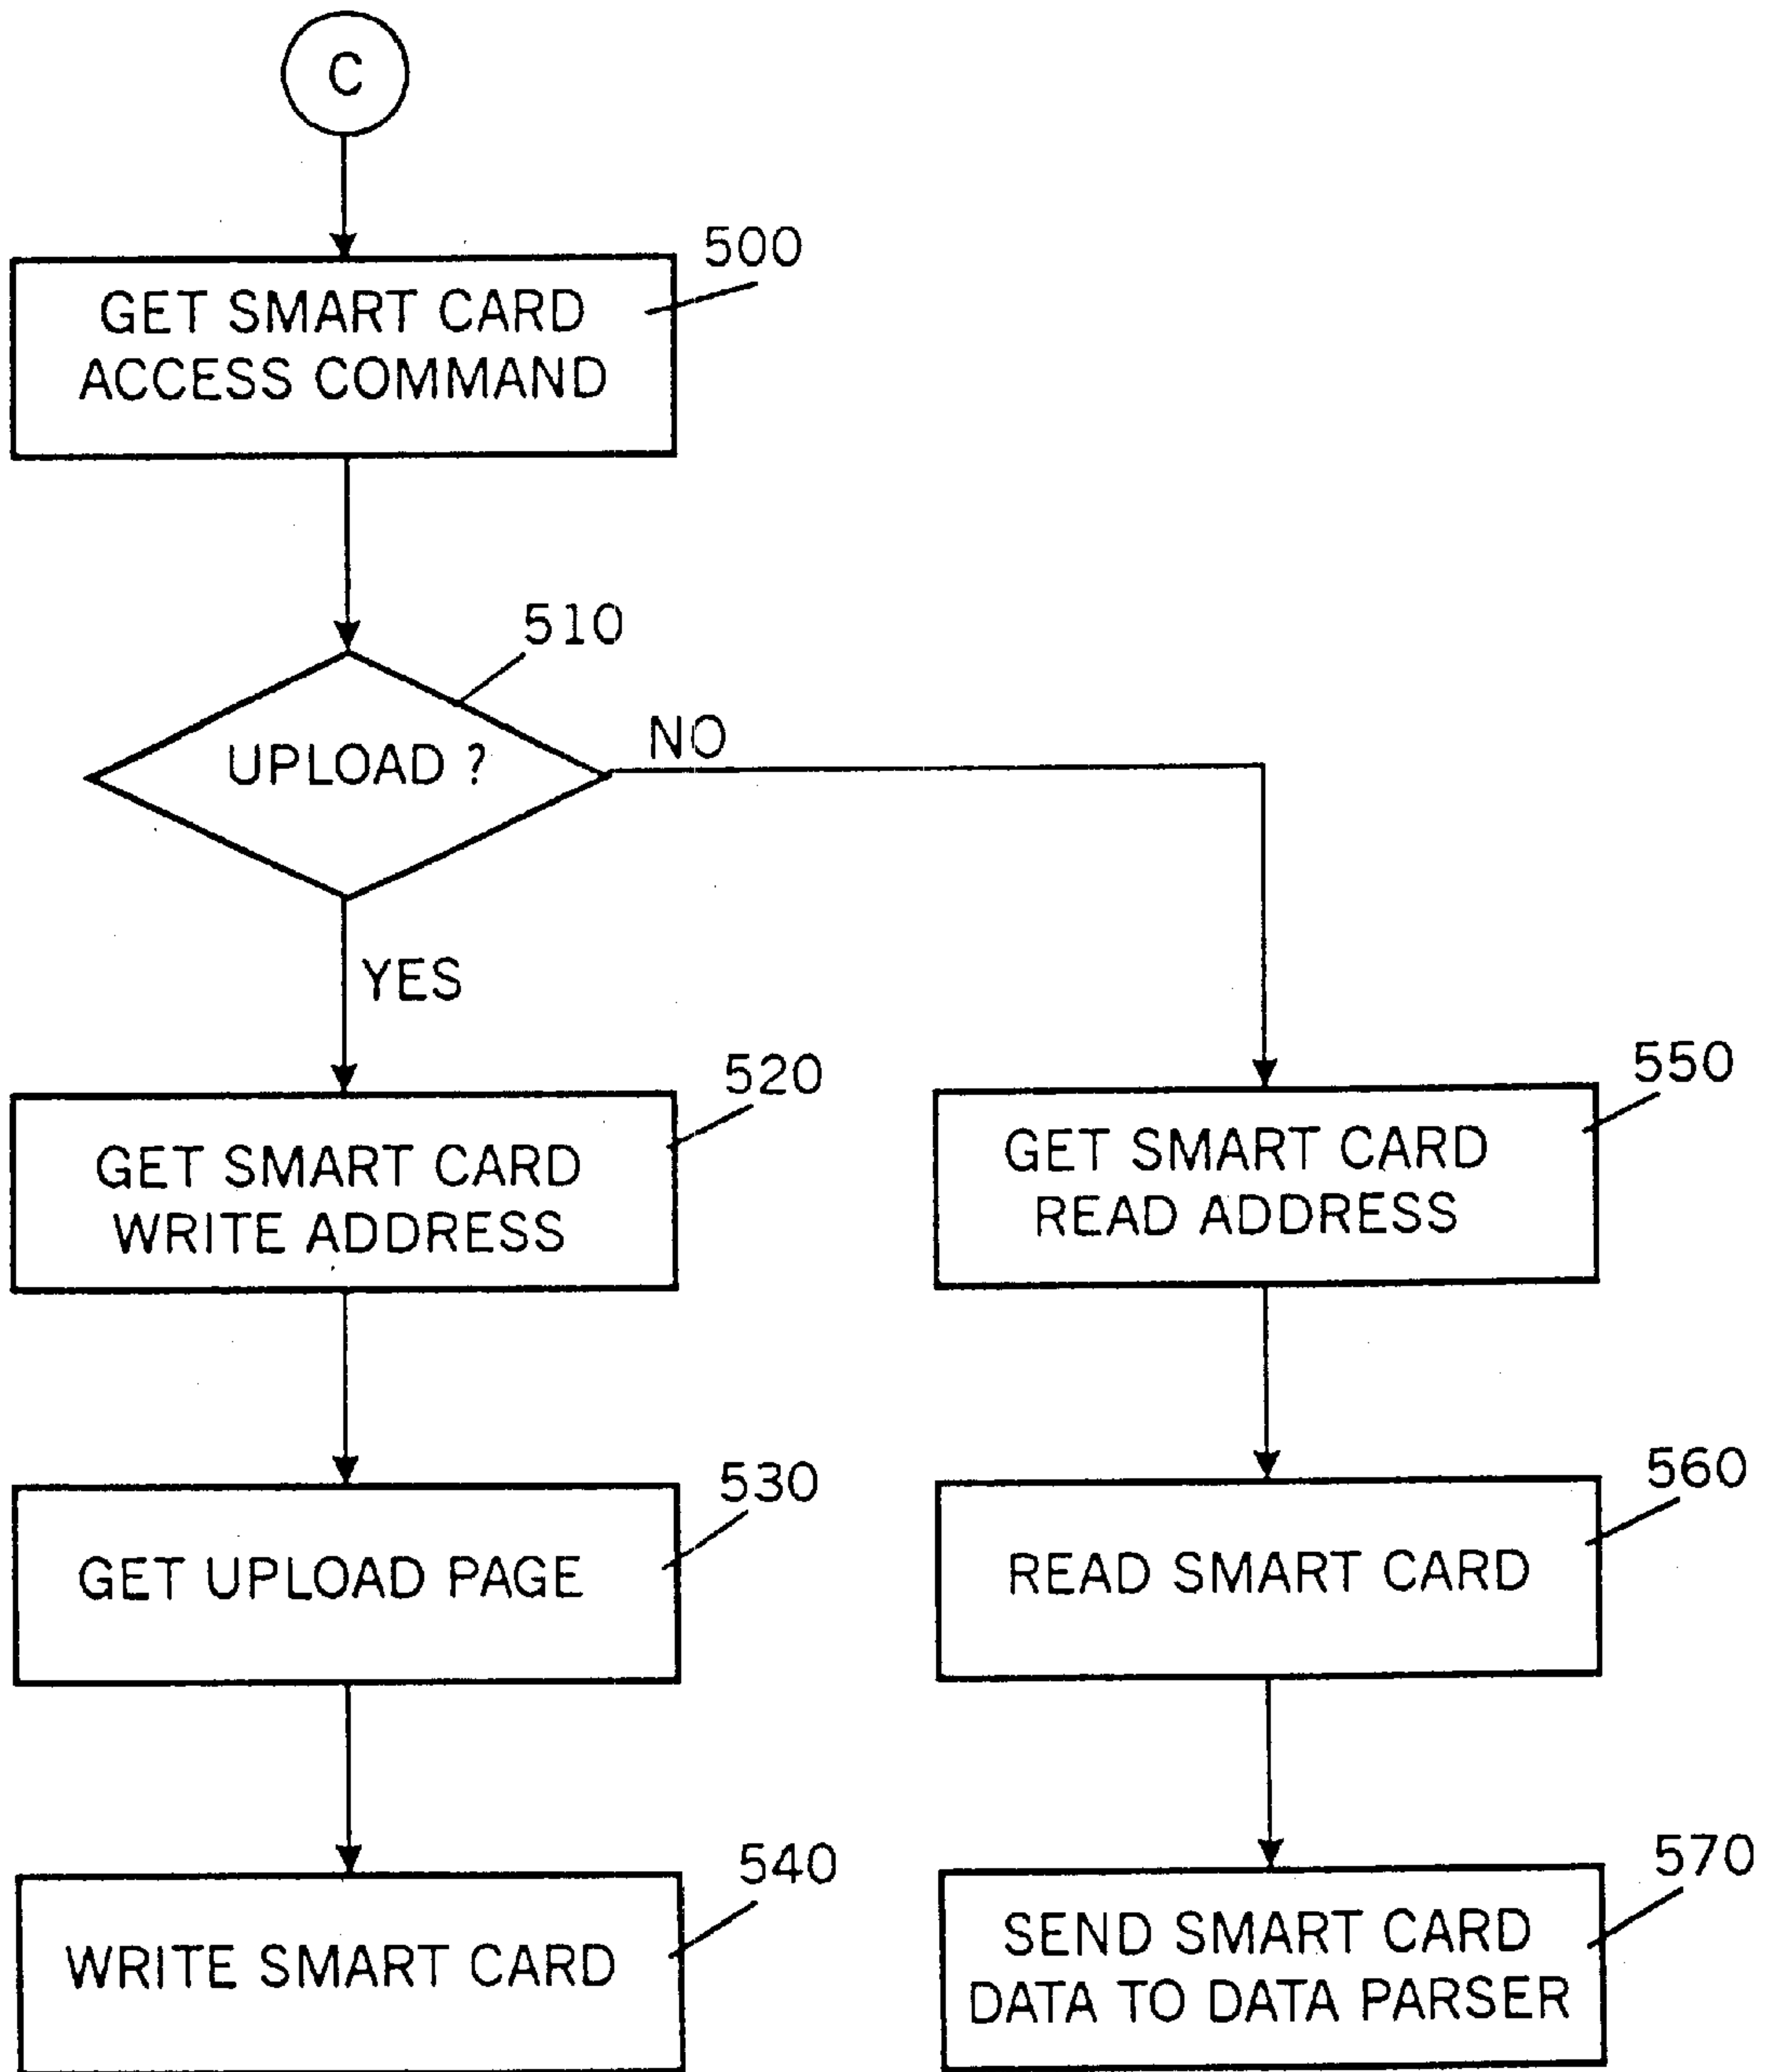 C
500
GET SMART CARD
ACCESS COMMAND
510
UPLOAD ?
NO
YES
520
GET SMART CARD
WRITE ADDRESS
550
GET SMART CARD
READ ADDRESS
530
GET UPLOAD PAGE
560
READ SMART CARD
540
WRITE SMART CARD
570
SEND SMART CARD
DATA TO DATA PARSER